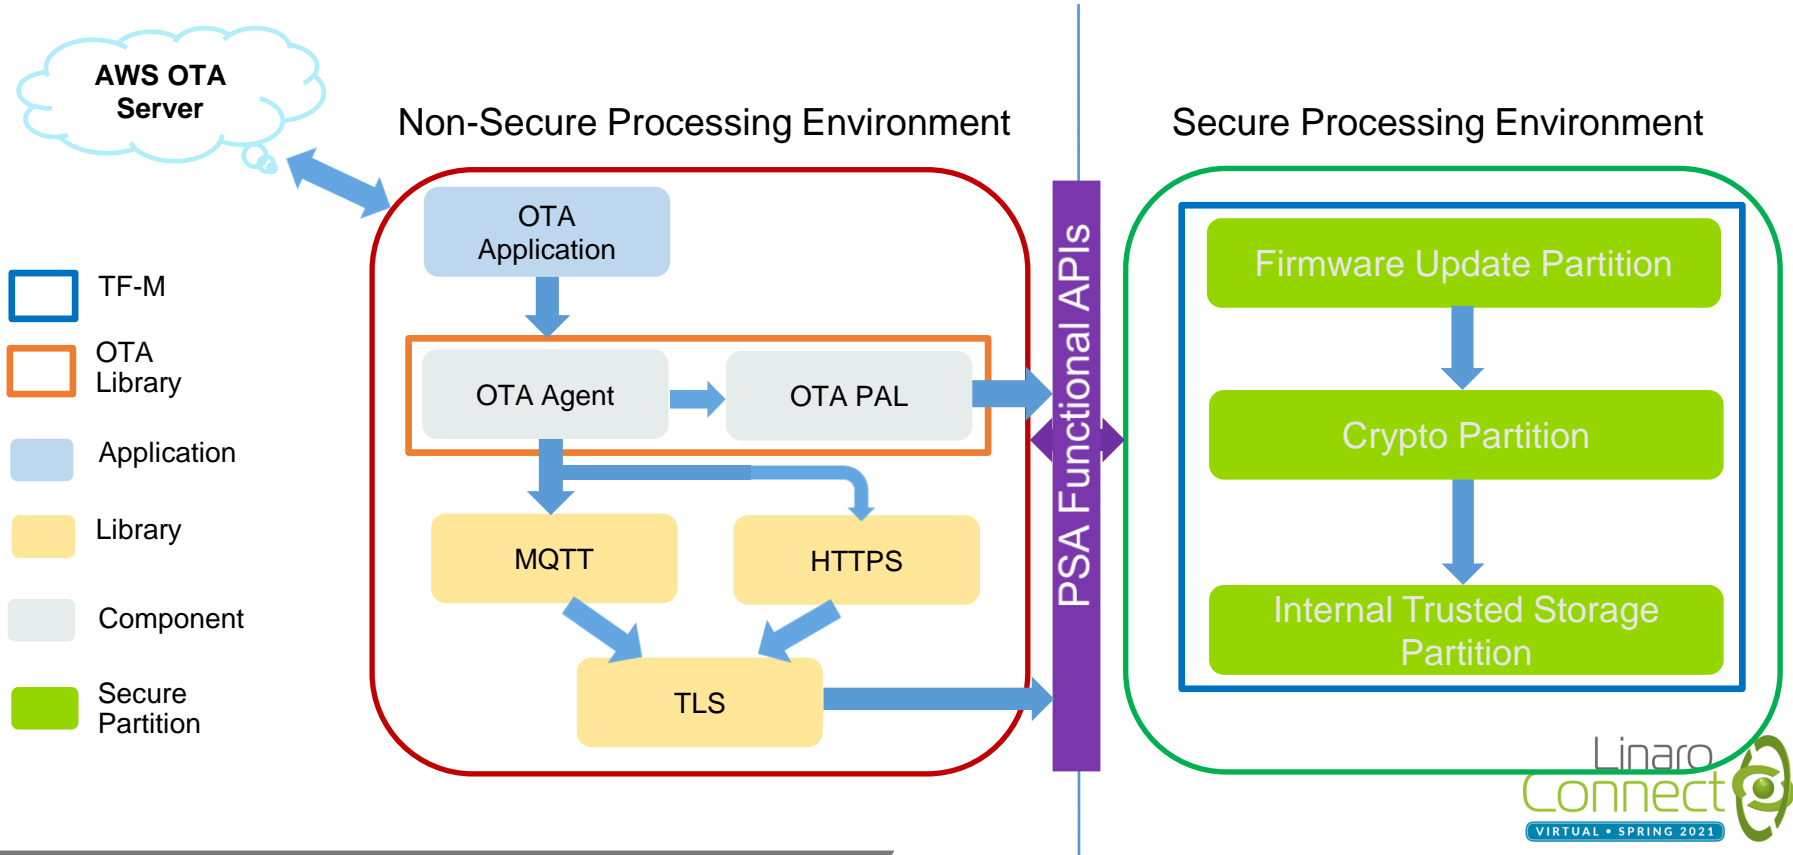 AWS OTA
Server
Non-Secure Processing Environment
Secure Processing Environment
TF-M
OTA
Library
Application
Library
Component
Secure
Partition
OTA
Application
OTA Agent
OTA PAL
MQTT
HTTPS
TLS
PSA Functional APIs
Firmware Update Partition
Crypto Partition
Internal Trusted Storage
Partition
Linaro
Connect
VIRTUAL • SPRING 2021